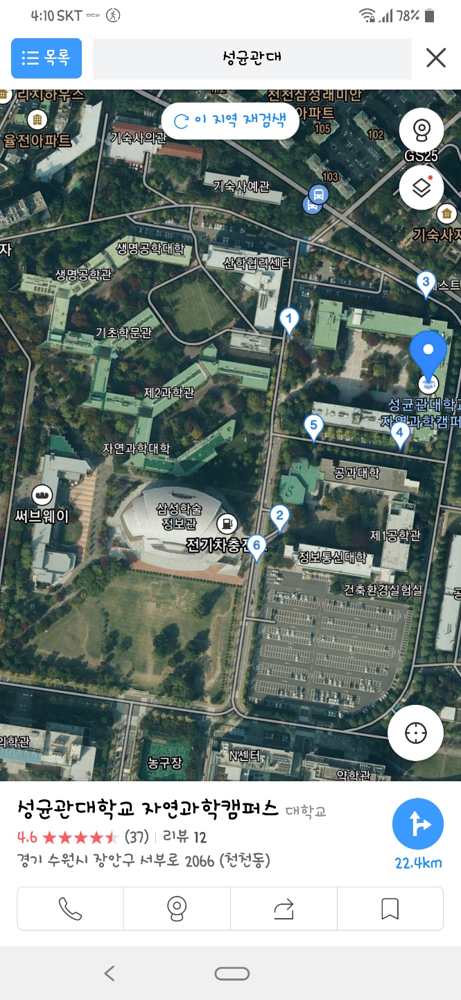 4:10 SKT
78%
목록
성균관대
리치하우스
천천삼성래미안
아파트
이 지역 재검색
율전아파트
105
102
기숙사의관
GS25
103
기숙사예관
생명공학대학
산학협력센터
생명공학관
3
1
기초학문관
제2과학관
성균관대학교
자연과학캠퍼
5
4
자연과학대학
공과대학
삼성학술
정보관
써브웨이
2
제1공학관
전기차충전
6
정보통신대학
건축환경실험실
의학관
N센터
농구장
약학관
성균관대학교 자연과학캠퍼스 대학교
4.6 (37) 리뷰 12
경기 수원시 장안구 서부로 2066 (천천동)
22.4km